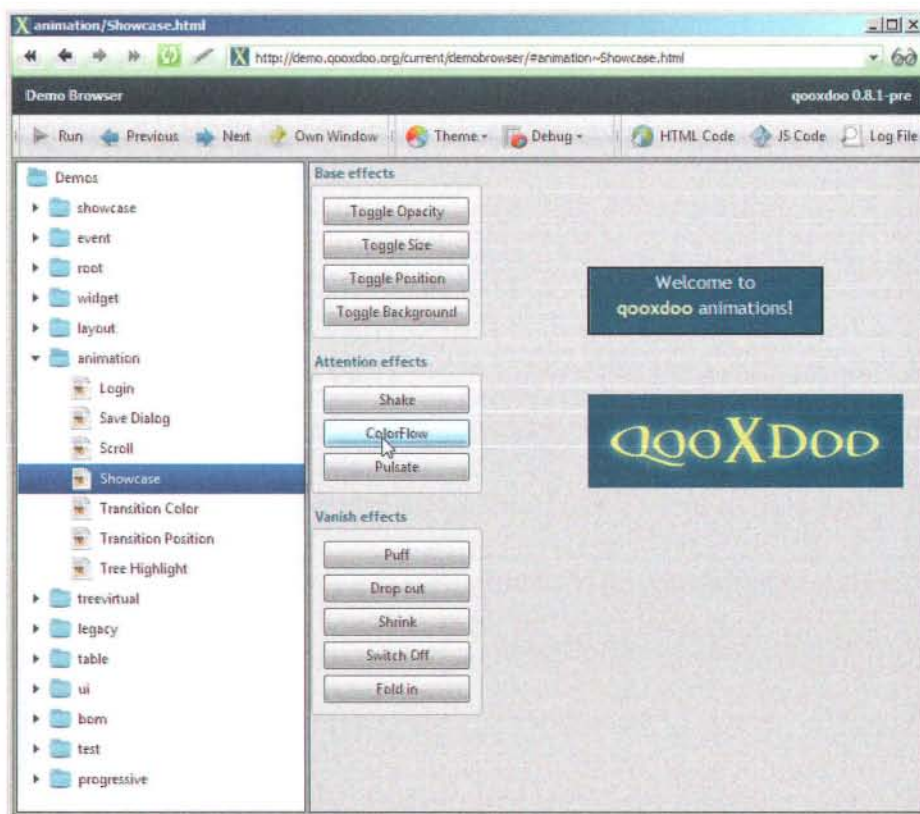 animation/Showcase.html
http://demo.qooxdoo.org/current/demobrowser/#animation~Showcase.html
Demo Browser
qooxdoo 0.8.1-pre
Run Previous Next Own Window Theme Debug HTML Code JS Code Log File
Demos
showcase
event
root
widget
layout
animation
Login
Save Dialog
Scroll
Showcase
Transition Color
Transition Position
Tree Highlight
treevirtual
legacy
table
ui
bom
test
progressive
Base effects
Toggle Opacity
Toggle Size
Toggle Position
Toggle Background
Attention effects
Shake
ColorFlow
Pulsate
Vanish effects
Puff
Drop out
Shrink
Switch Off
Fold in
Welcome to
qooxdoo animations!
QOOXDOO